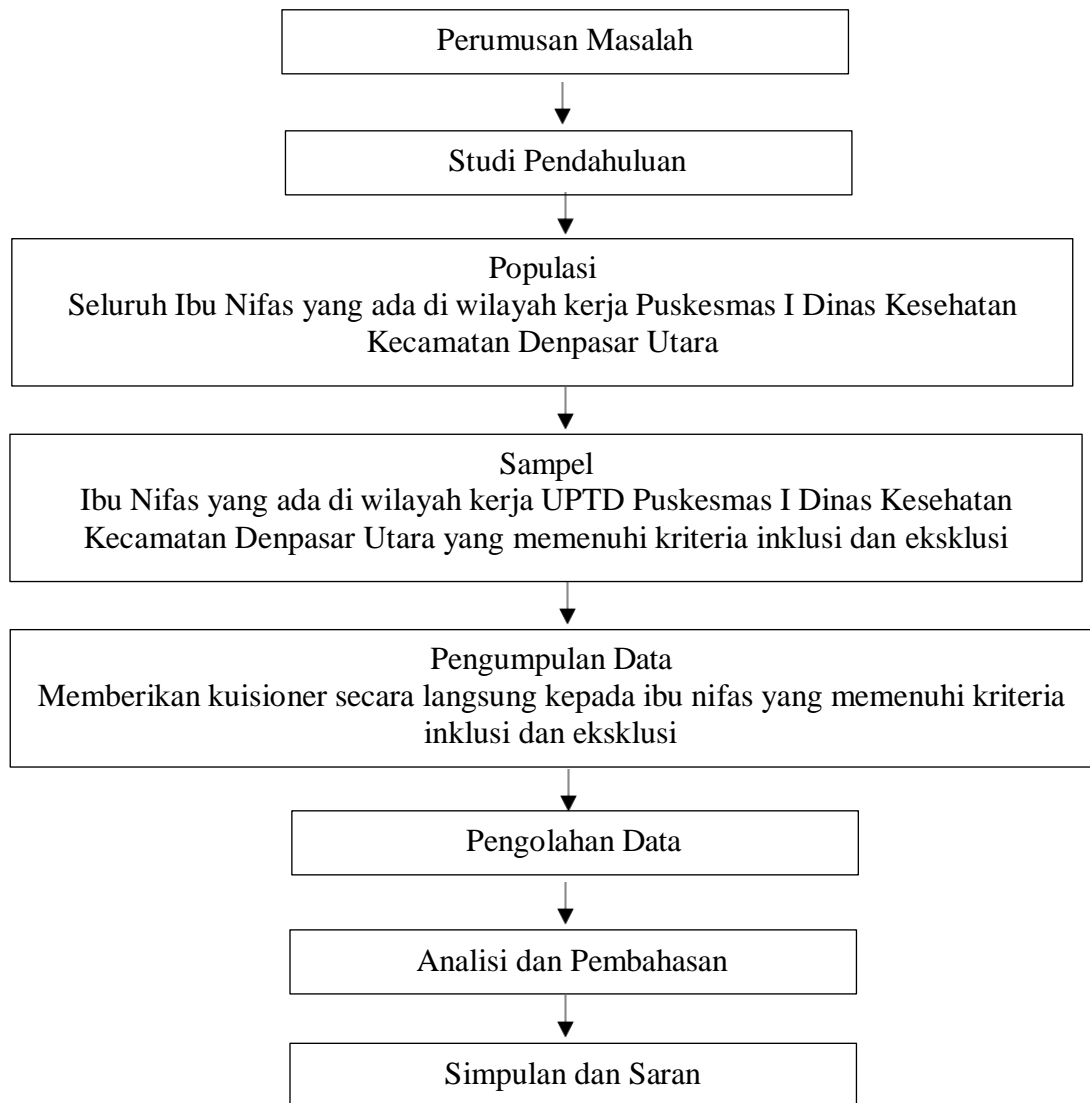 Perumusan Masalah
Studi Pendahuluan
Populasi
Seluruh Ibu Nifas yang ada di wilayah kerja Puskesmas I Dinas Kesehatan
Kecamatan Denpasar Utara
Sampel
Ibu Nifas yang ada di wilayah kerja UPTD Puskesmas I Dinas Kesehatan
Kecamatan Denpasar Utara yang memenuhi kriteria inklusi dan eksklusi
Pengumpulan Data
Memberikan kuisioner secara langsung kepada ibu nifas yang memenuhi kriteria
inklusi dan eksklusi
Pengolahan Data
Analisi dan Pembahasan
Simpulan dan Saran